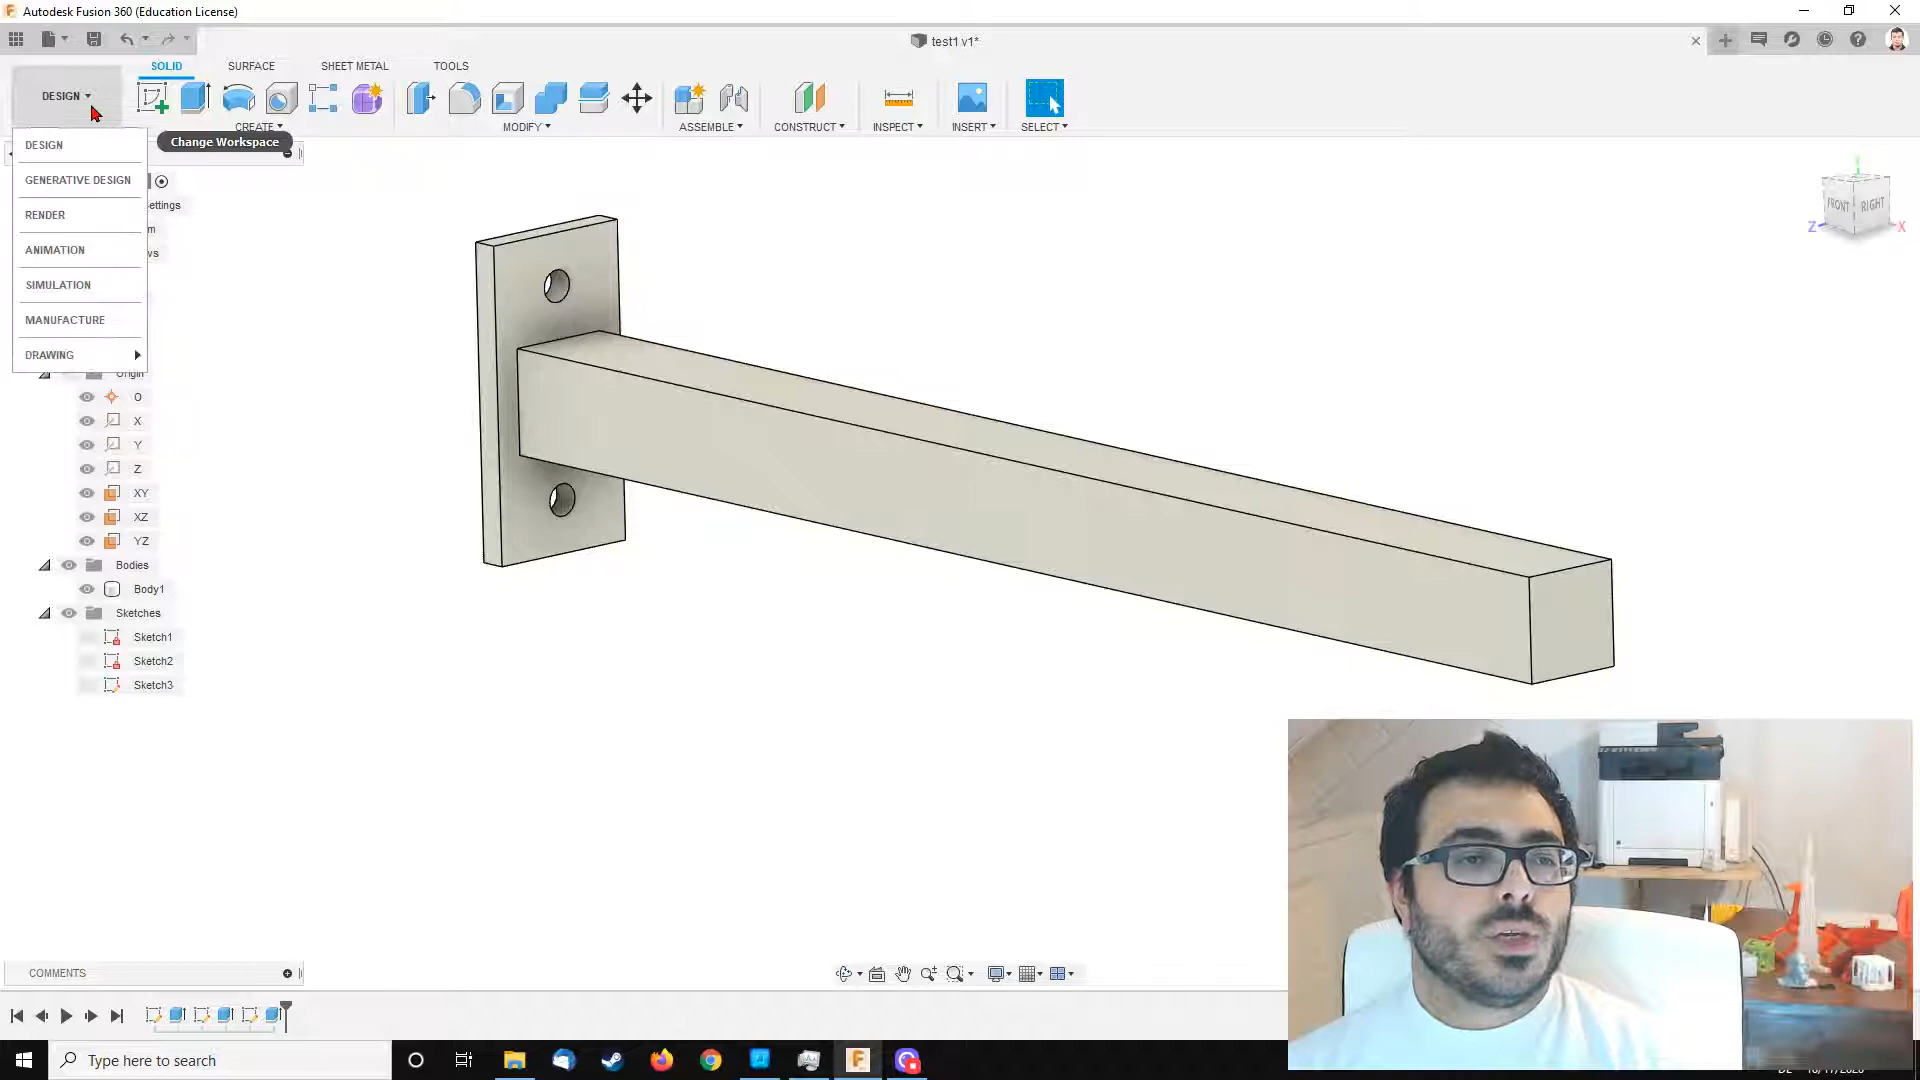 Autodesk Fusion 360 (Education License)
test1 v1*
SOLID
SURFACE
SHEET METAL
TOOLS
DESIGN
CREATE
MODIFY
ASSEMBLE
CONSTRUCT
INSPECT
INSERT
SELECT
Change Workspace
DESIGN
GENERATIVE DESIGN
RENDER
ANIMATION
SIMULATION
MANUFACTURE
DRAWING
ettings
m
ws
Origin
O
X
Y
Z
XY
XZ
YZ
Bodies
Body1
Sketches
Sketch1
Sketch2
Sketch3
FRONT
RIGHT
Z
X
COMMENTS
Type here to search